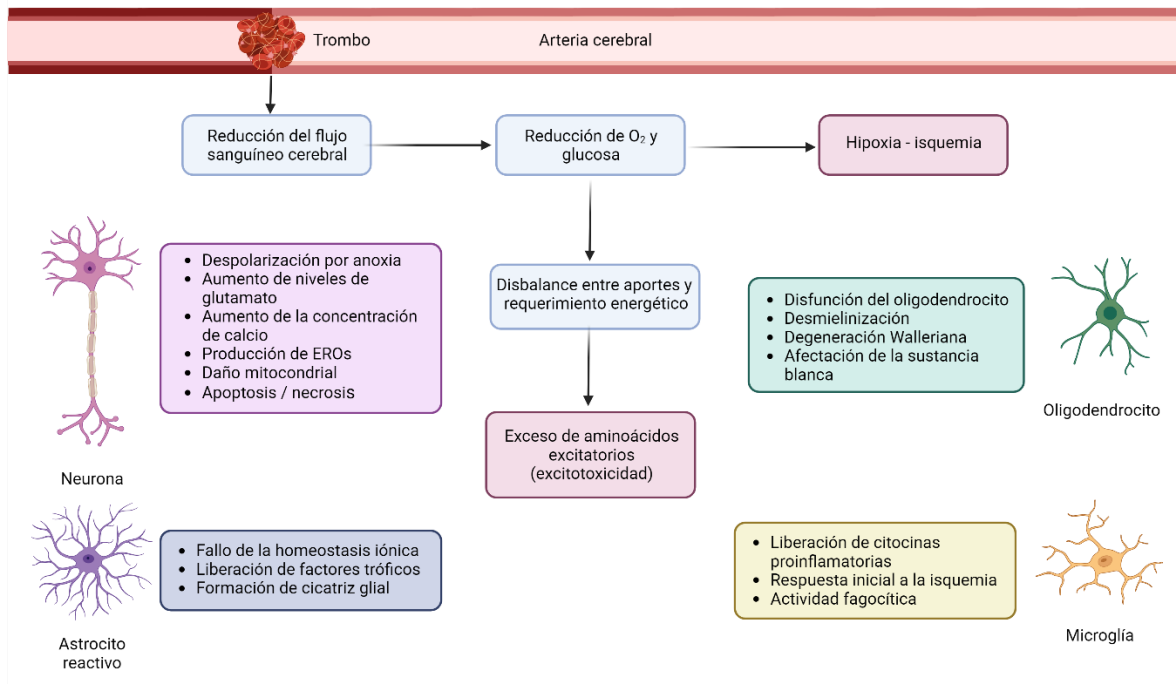 Trombo
Arteria cerebral
Reducción del flujo
sanguíneo cerebral
Reducción de O₂ y
glucosa
Hipoxia - isquemia
• Despolarización por anoxia
• Aumento de niveles de
glutamato
• Aumento de la concentración
de calcio
• Producción de EROs
• Daño mitocondrial
• Apoptosis / necrosis
Neurona
Disbalance entre aportes y
requerimiento energético
• Disfunción del oligodendrocito
• Desmielinización
• Degeneración Walleriana
• Afectación de la sustancia
blanca
Oligodendrocito
Exceso de aminoácidos
excitatorios
(excitotoxicidad)
• Fallo de la homeostasis iónica
• Liberación de factores tróficos
• Formación de cicatriz glial
Astrocito
reactivo
• Liberación de citocinas
proinflamatorias
• Respuesta inicial a la isquemia
• Actividad fagocítica
Microglía